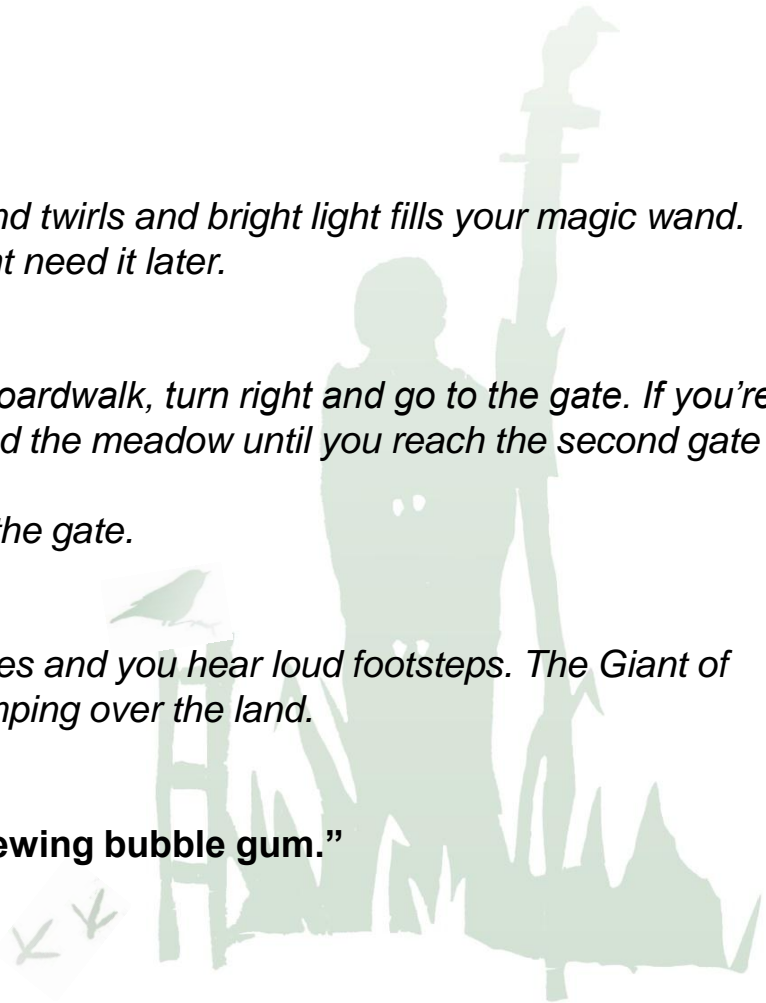 nd twirls and bright light fills your magic wand.
t need it later.
oardwalk, turn right and go to the gate. If you’re
d the meadow until you reach the second gate
the gate.
es and you hear loud footsteps. The Giant of
mping over the land.
ewing bubble gum.”